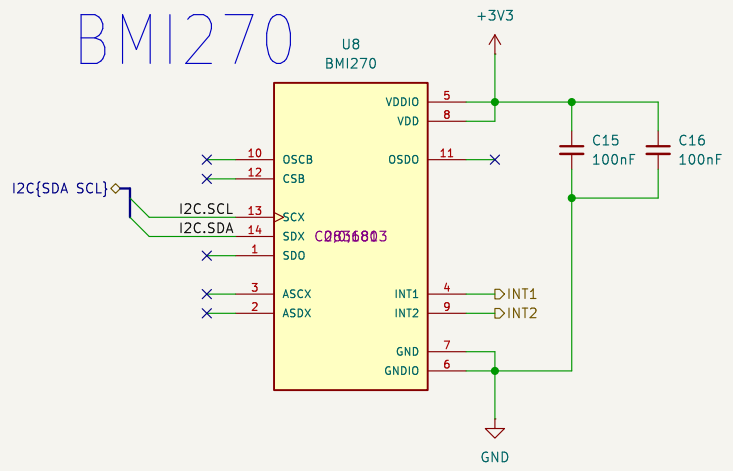 BMI270
+3V3
U8
BMI270
VDDIO 5
VDD 8
10 OSCB
OSDO 11
C15
100nF
C16
100nF
12 CSB
I2C{SDA SCL}
I2C.SCL 13 SCX
I2C.SDA 14 SDX
1 SDO
3 ASCX
INT1 4 INT1
2 ASDX
INT2 9 INT2
GND 7
GNDIO 6
GND